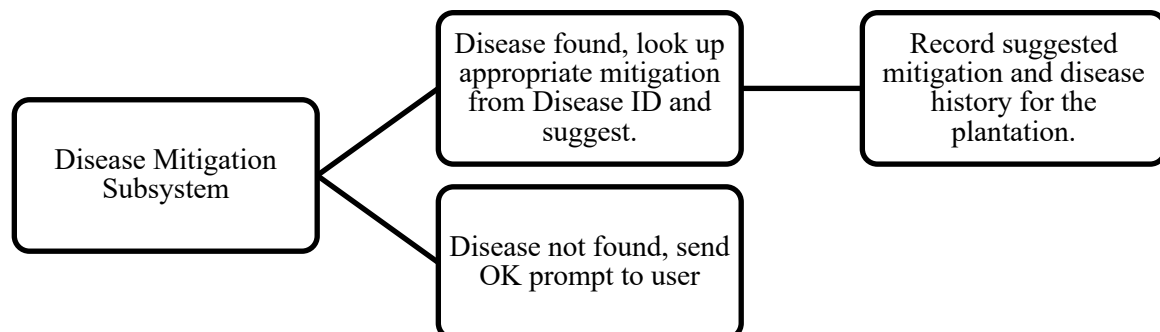 Disease Mitigation
Subsystem
Disease found, look up
appropriate mitigation
from Disease ID and
suggest.
Record suggested
mitigation and disease
history for the
plantation.
Disease not found, send
OK prompt to user